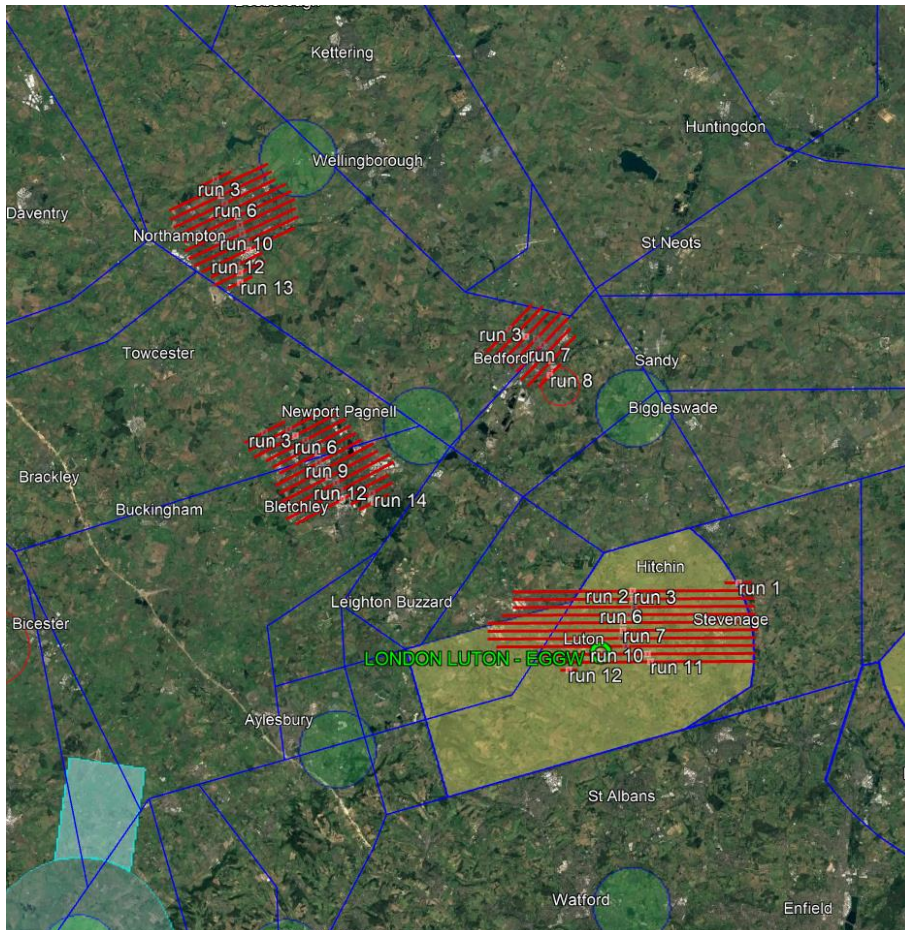 Kettering
Huntingdon
Wellingborough
run 3
run 6
Daventry
Northampton
run 10
St Neots
run 12
run 13
run 3
Towcester
Bedford
run 7
Sandy
run 8
Newport Pagnell
Biggleswade
run 3
run 6
Brackley
run 9
run 12
run 14
Buckingham
Bletchley
Hitchin
run 1
run 2
run 3
Leighton Buzzard
run 6
Stevenage
Bicester
Luton
run 7
LONDON LUTON - EGGW
run 10
run 11
run 12
Aylesbury
St Albans
Watford
Enfield